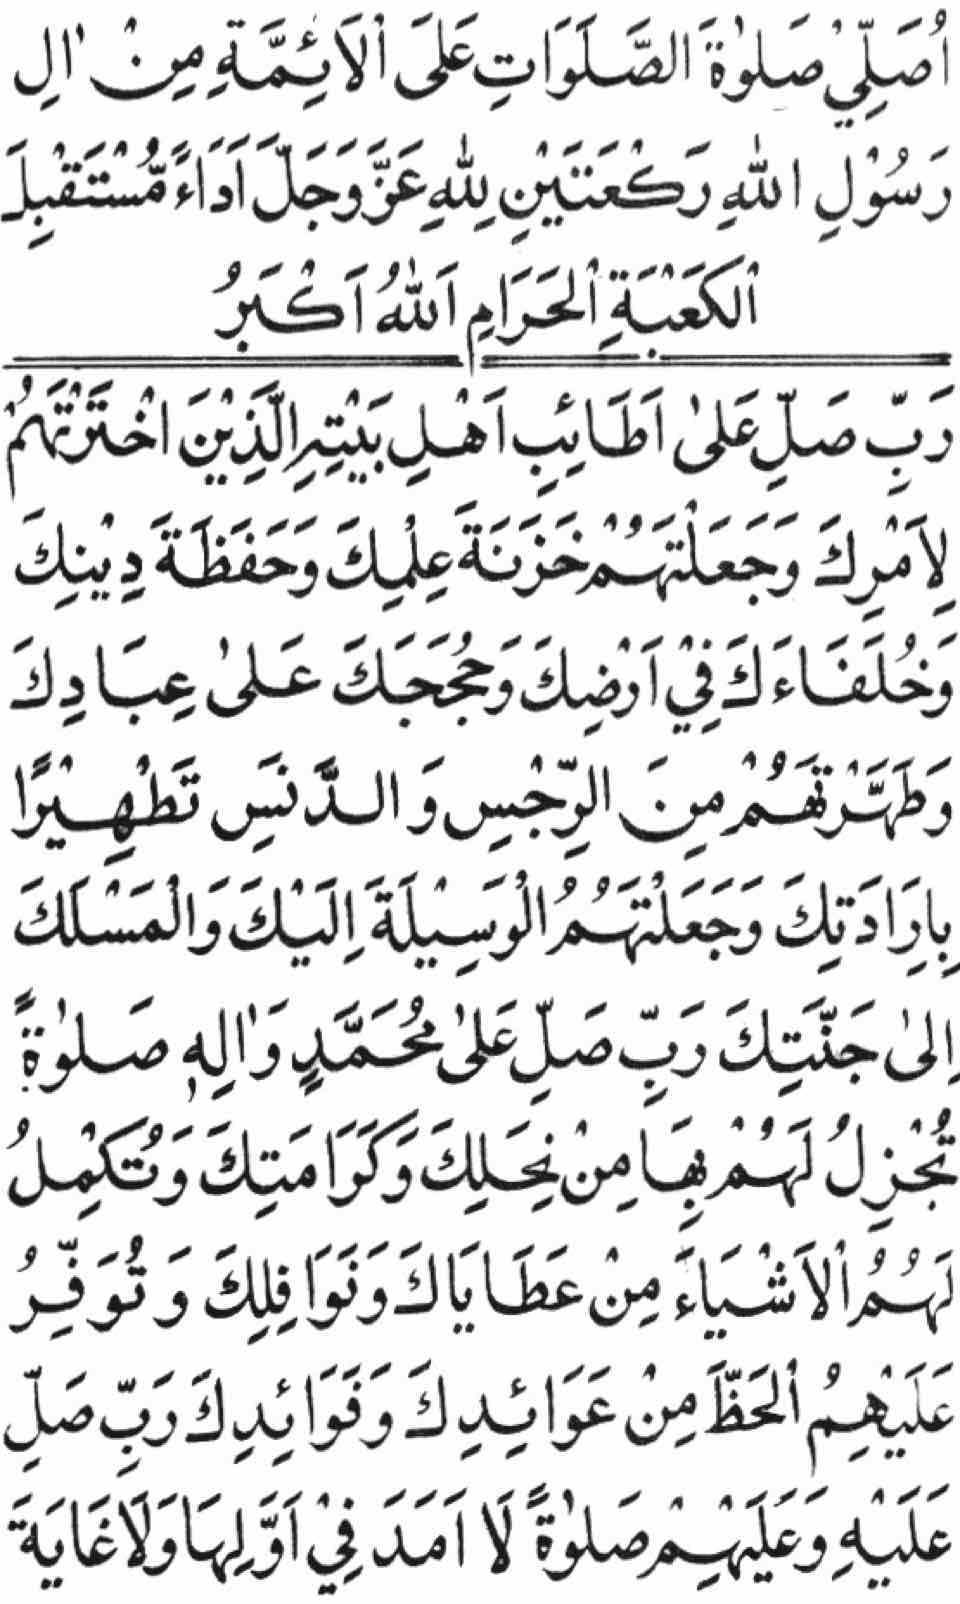 اُصَلِّيْ صَلٰوةَ الصَّلَوَاتِ عَلَى الْاَئِمَّةِ مِنْ اٰلِ
رَسُوْلِ اللّٰهِ رَكْعَتَيْنِ لِلّٰهِ عَزَّ وَجَلَّ اَدَاءً مُّسْتَقْبِلَ
الْكَعْبَةِ الْحَرَامِ اَللّٰهُ اَكْبَرُ
رَبِّ صَلِّ عَلٰى اَطَائِبِ اَهْلِ بَيْتِهِ الَّذِيْنَ اخْتَرْتَهُمْ
لِاَمْرِكَ وَجَعَلْتَهُمْ خَزَنَةَ عِلْمِكَ وَحَفَظَةَ دِيْنِكَ
وَخُلَفَاءَكَ فِيْ اَرْضِكَ وَحُجَجَكَ عَلٰى عِبَادِكَ
وَطَهَّرْتَهُمْ مِنَ الرِّجْسِ وَالدَّنَسِ تَطْهِيْرًا
بِاِرَادَتِكَ وَجَعَلْتَهُمُ الْوَسِيْلَةَ اِلَيْكَ وَالْمَسْلَكَ
اِلٰى جَنَّتِكَ رَبِّ صَلِّ عَلٰى مُحَمَّدٍ وَاٰلِهٖ صَلٰوةً
تُجْزِلُ لَهُمْ بِهَا مِنْ نِحَلِكَ وَكَرَامَتِكَ وَتُكْمِلُ
لَهُمُ الْاَشْيَاءَ مِنْ عَطَايَاكَ وَنَوَافِلِكَ وَتُوَفِّرُ
عَلَيْهِمُ الْحَظَّ مِنْ عَوَائِدِكَ وَفَوَائِدِكَ رَبِّ صَلِّ
عَلَيْهِ وَعَلَيْهِمْ صَلٰوةً لَا اَمَدَ فِيْ اَوَّلِهَا وَلَا غَايَةَ